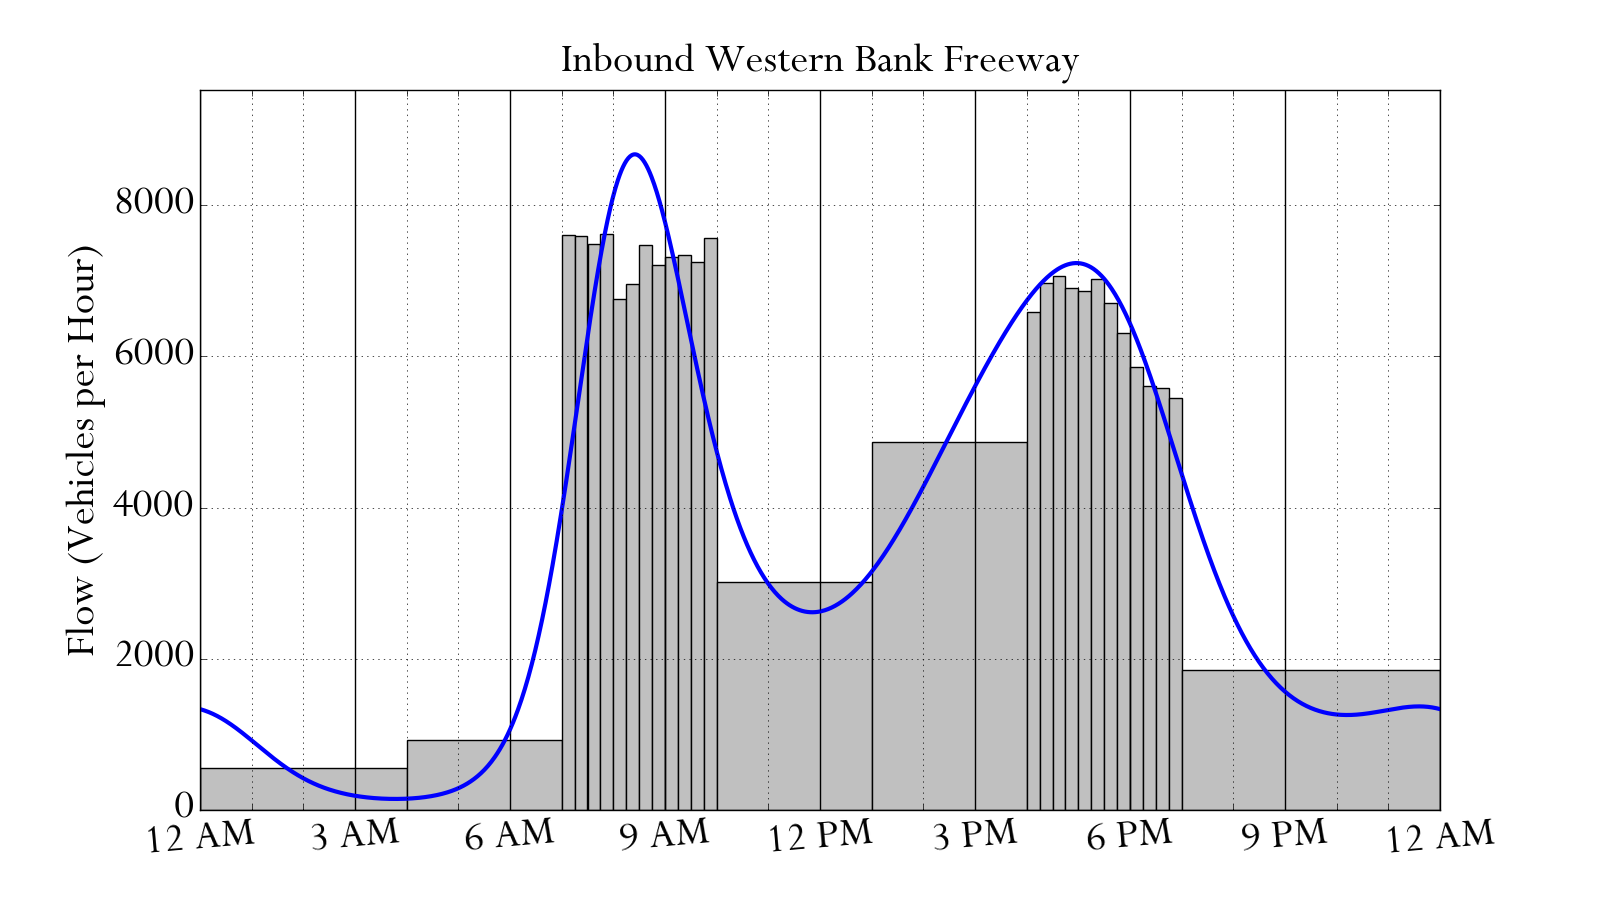 Inbound Western Bank Freeway
Flow (Vehicles per Hour)
8000
6000
4000
2000
0
12 AM 3 AM 6 AM 9 AM 12 PM 3 PM 6 PM 9 PM 12 AM